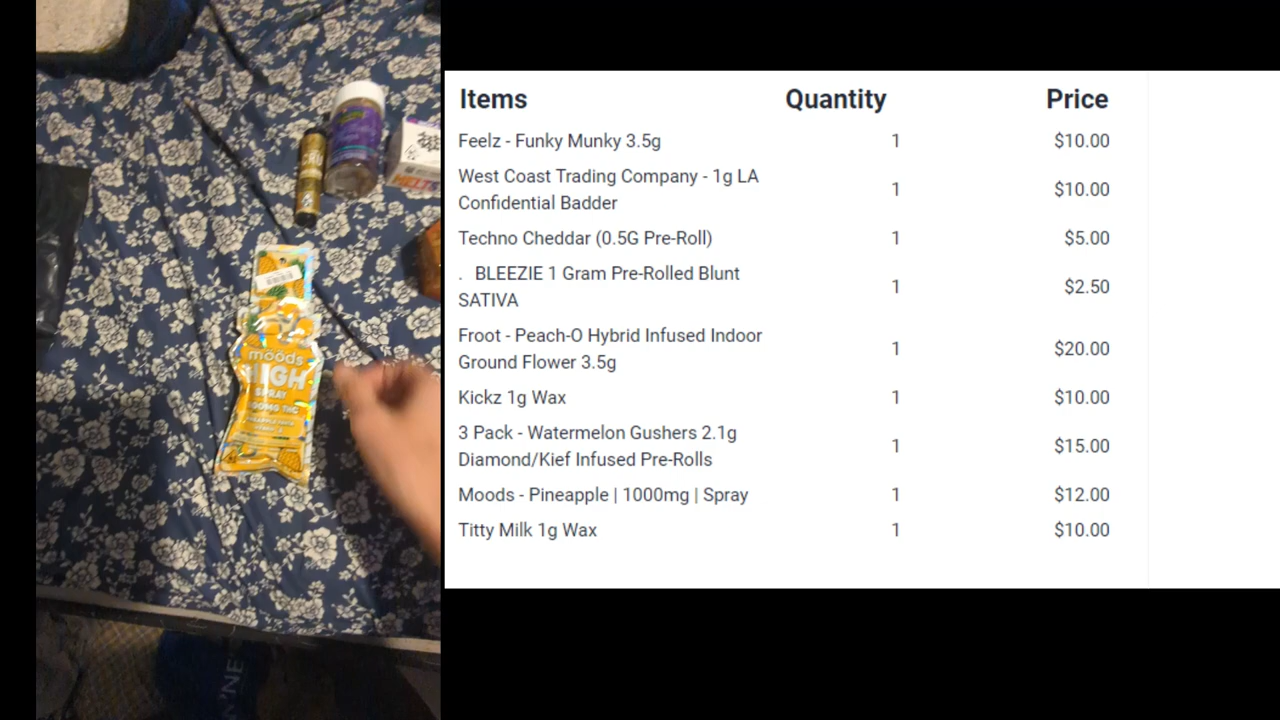 Items Quantity Price
Feelz - Funky Munky 3.5g 1 $10.00
West Coast Trading Company - 1g LA
Confidential Badder 1 $10.00
Techno Cheddar (0.5G Pre-Roll) 1 $5.00
. BLEEZIE 1 Gram Pre-Rolled Blunt
SATIVA 1 $2.50
Froot - Peach-O Hybrid Infused Indoor
Ground Flower 3.5g 1 $20.00
Kickz 1g Wax 1 $10.00
3 Pack - Watermelon Gushers 2.1g
Diamond/Kief Infused Pre-Rolls 1 $15.00
Moods - Pineapple | 1000mg | Spray 1 $12.00
Titty Milk 1g Wax 1 $10.00
moods
HIGH
SPRAY
THC